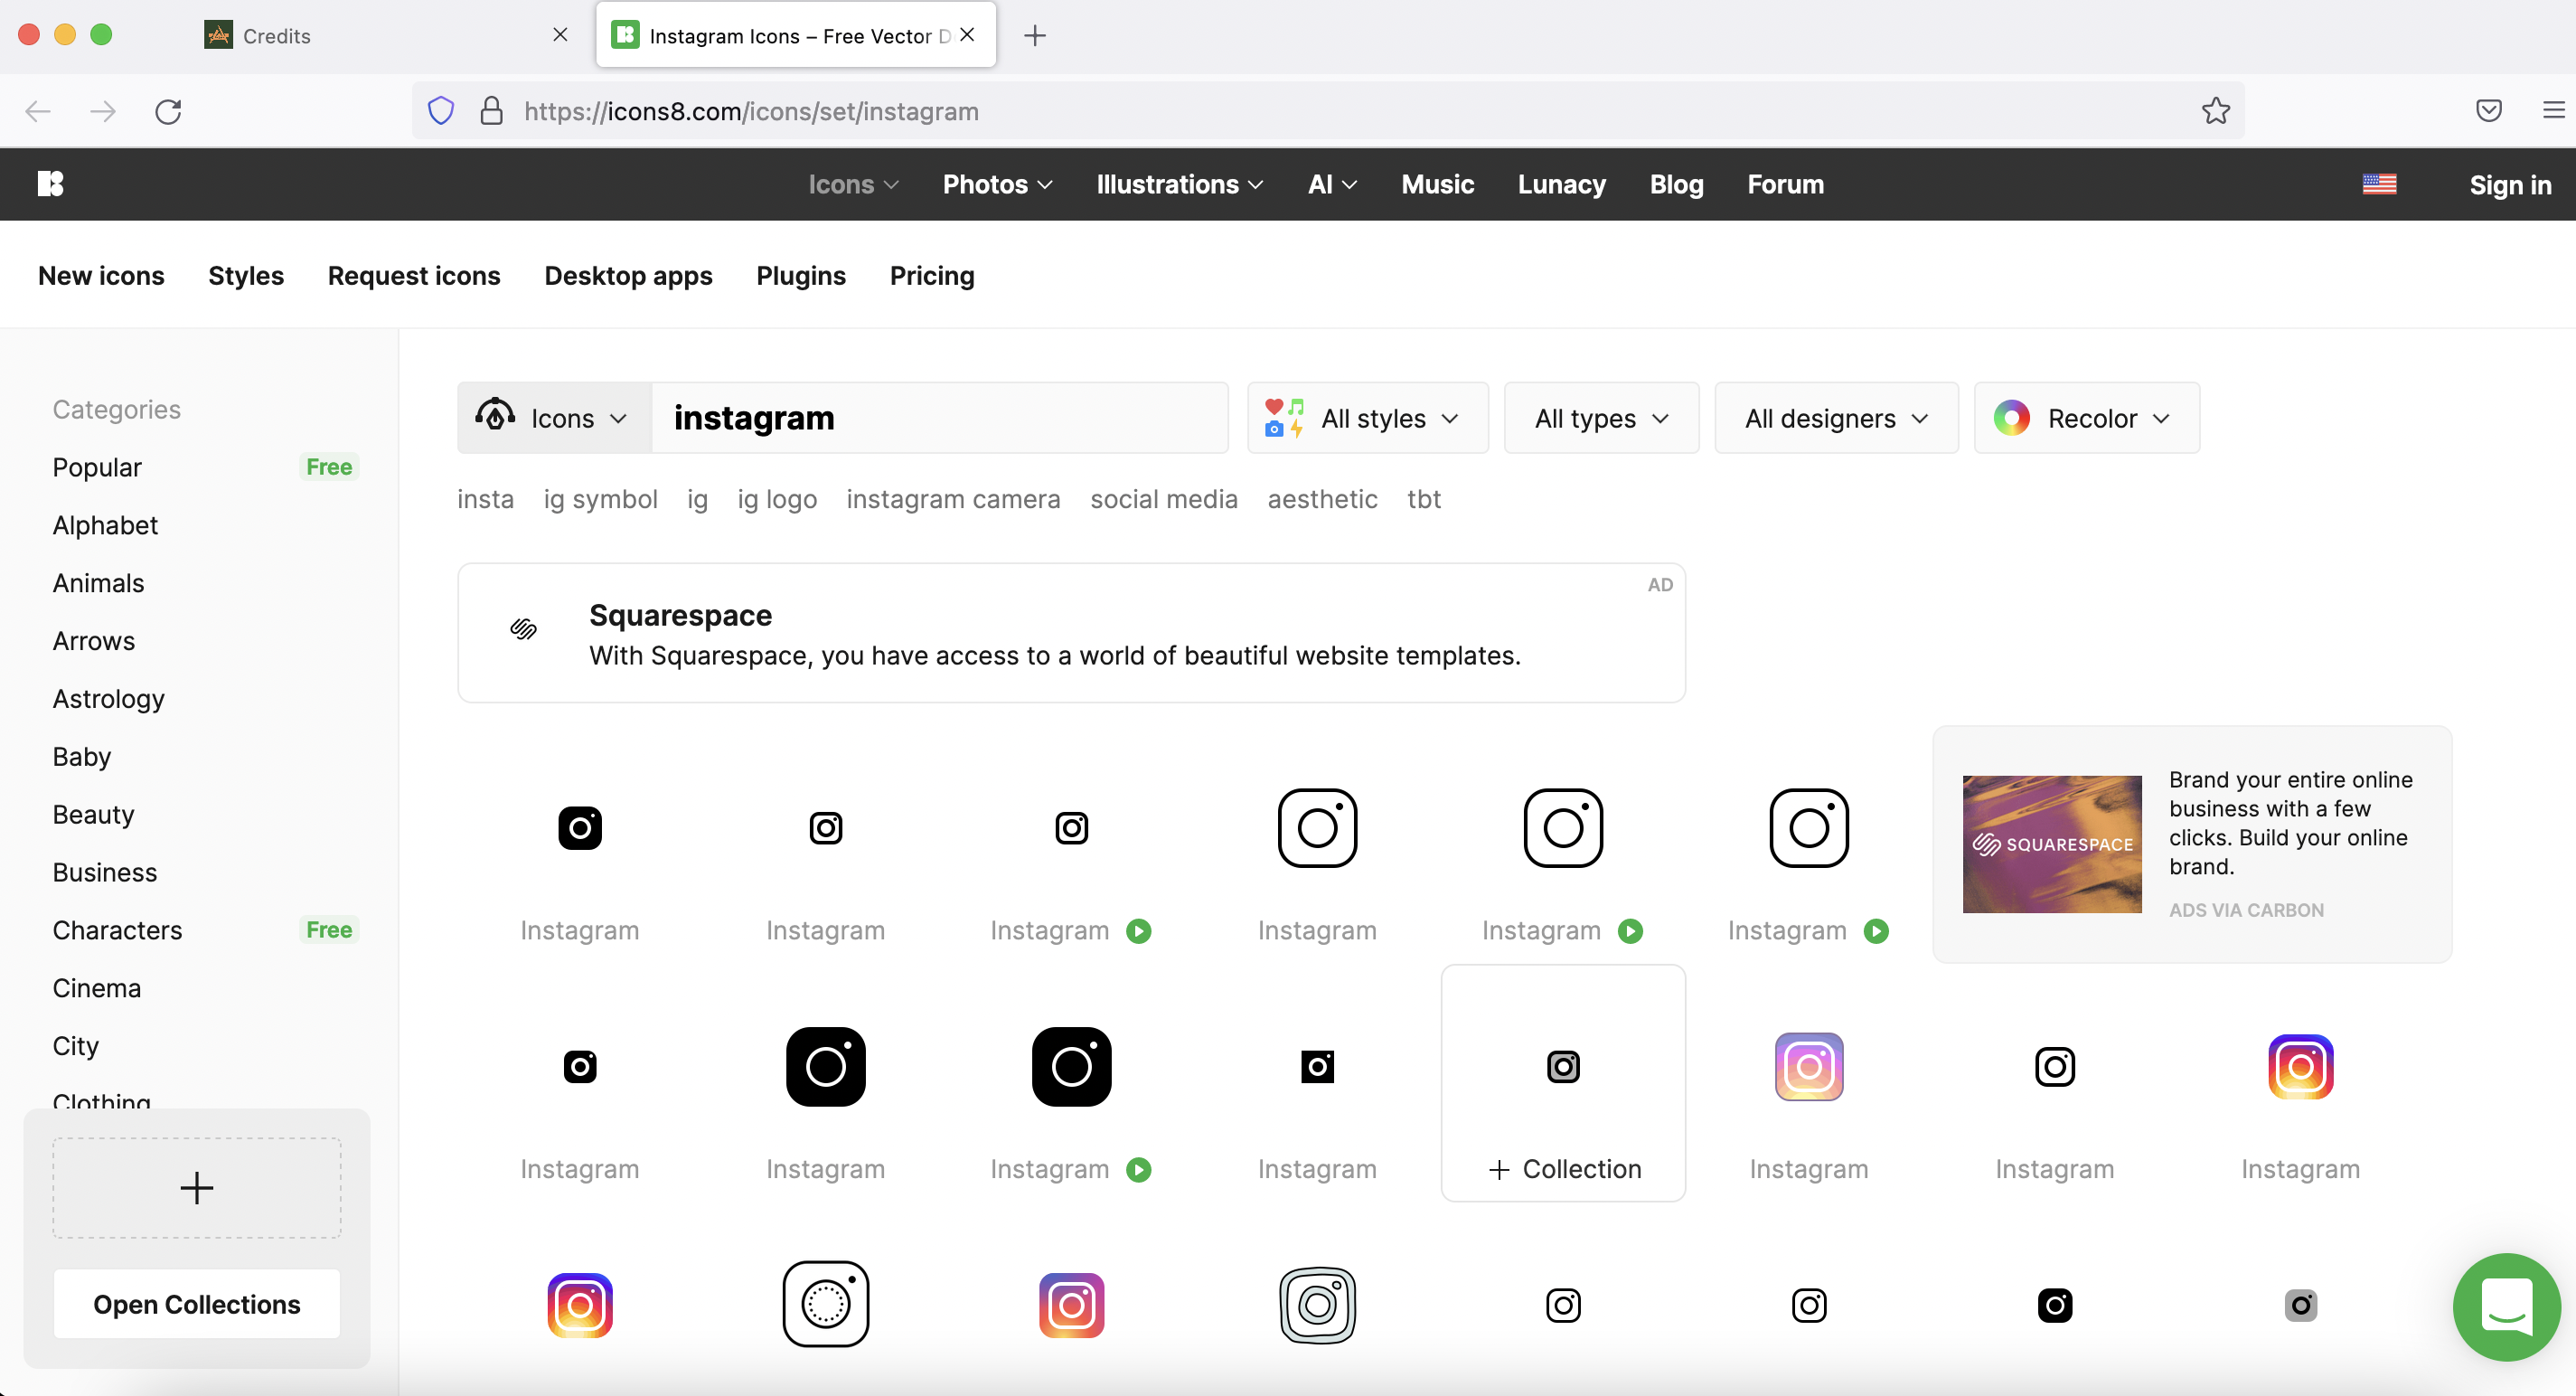 Credits
Instagram Icons – Free Vector D
https://icons8.com/icons/set/instagram
Icons Photos Illustrations AI Music Lunacy Blog Forum Sign in
New icons Styles Request icons Desktop apps Plugins Pricing
Categories
Popular Free
Alphabet
Animals
Arrows
Astrology
Baby
Beauty
Business
Characters Free
Cinema
City
Clothing
Open Collections
Icons instagram All styles All types All designers Recolor
insta ig symbol ig ig logo instagram camera social media aesthetic tbt
AD
Squarespace
With Squarespace, you have access to a world of beautiful website templates.
SQUARESPACE
Brand your entire online
business with a few
clicks. Build your online
brand.
ADS VIA CARBON
Instagram Instagram Instagram Instagram Instagram Instagram
Instagram Instagram Instagram Instagram + Collection Instagram Instagram Instagram